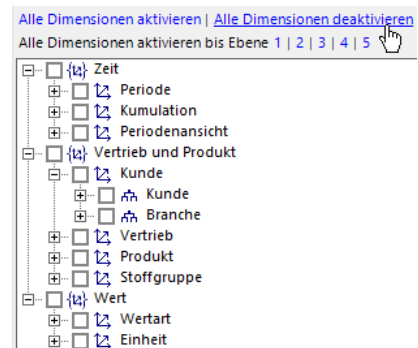 Alle Dimensionen aktivieren | Alle Dimensionen deaktivieren
Alle Dimensionen aktivieren bis Ebene 1 | 2 | 3 | 4 | 5
Zeit
Periode
Kumulation
Periodenansicht
Vertrieb und Produkt
Kunde
Kunde
Branche
Vertrieb
Produkt
Stoffgruppe
Wert
Wertart
Einheit